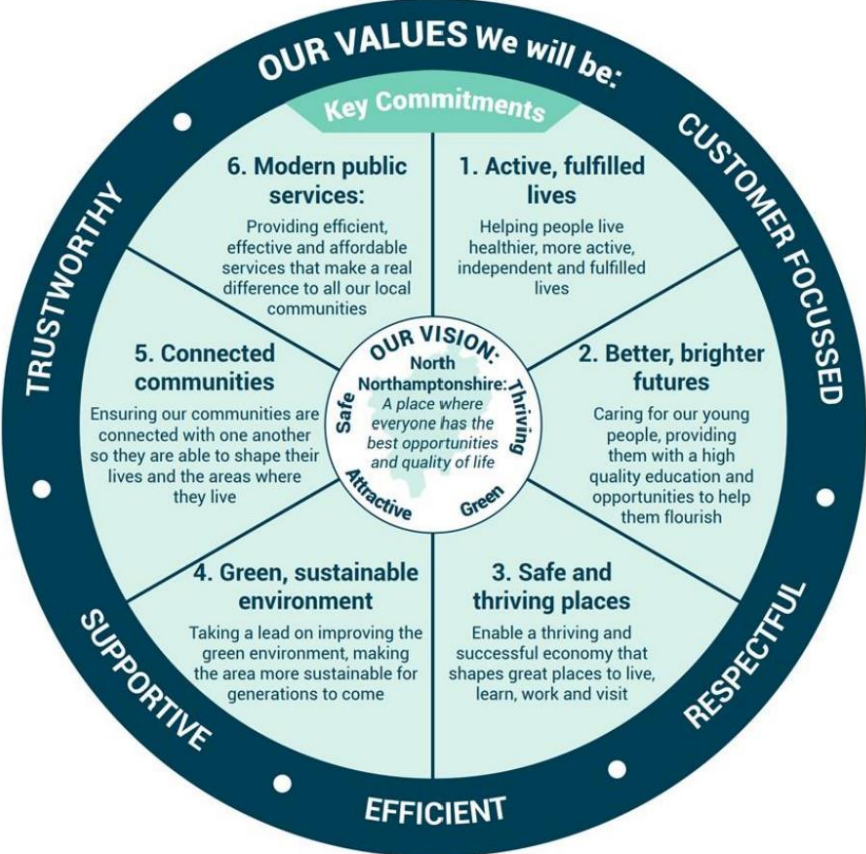 OUR VALUES We will be:
CUSTOMER FOCUSSED
RESPECTFUL
EFFICIENT
SUPPORTIVE
TRUSTWORTHY
Key Commitments
1. Active, fulfilled
lives
Helping people live
healthier, more active,
independent and fulfilled
lives
2. Better, brighter
futures
Caring for our young
people, providing
them with a high
quality education and
opportunities to help
them flourish
3. Safe and
thriving places
Enable a thriving and
successful economy that
shapes great places to live,
learn, work and visit
4. Green, sustainable
environment
Taking a lead on improving the
green environment, making
the area more sustainable for
generations to come
5. Connected
communities
Ensuring our communities are
connected with one another
so they are able to shape their
lives and the areas where
they live
6. Modern public
services:
Providing efficient,
effective and affordable
services that make a real
difference to all our local
communities
OUR VISION:
North
Northamptonshire:
A place where
everyone has the
best opportunities
and quality of life
Safe
Thriving
Green
Attractive